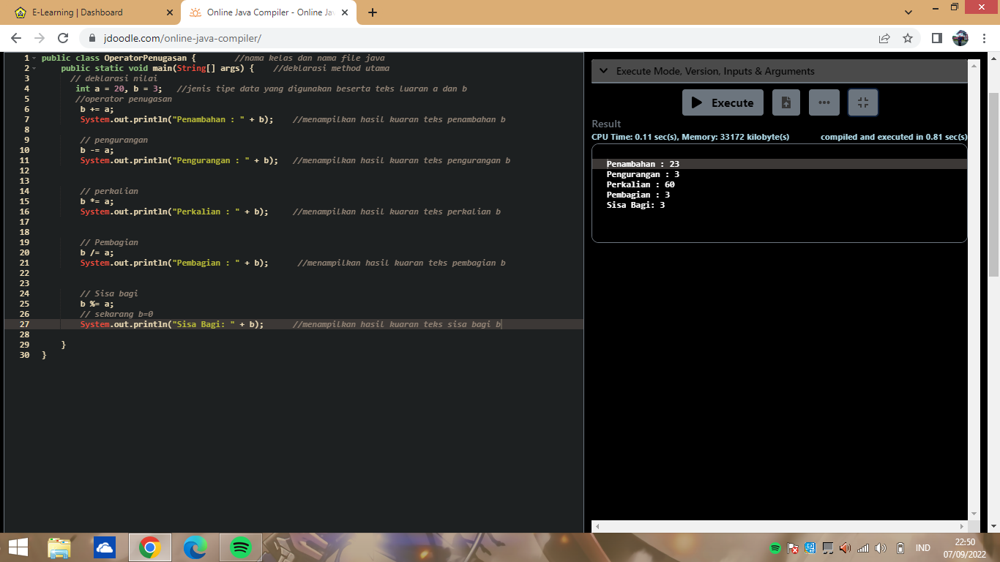 E-Learning | Dashboard
Online Java Compiler - Online Ja
jdoodle.com/online-java-compiler/
1 public class OperatorPenugasan { //nama kelas dan nama file java
2 public static void main(String[] args) { //deklarasi method utama
3 // deklarasi nilai
4 int a = 20, b = 3; //jenis tipe data yang digunakan beserta teks luaran a dan b
5 //operator penugasan
6 b += a;
7 System.out.println("Penambahan : " + b); //menampilkan hasil kuaran teks penambahan b
8
9 // pengurangan
10 b -= a;
11 System.out.println("Pengurangan : " + b); //menampilkan hasil kuaran teks pengurangan b
12
13
14 // perkalian
15 b *= a;
16 System.out.println("Perkalian : " + b); //menampilkan hasil kuaran teks perkalian b
17
18
19 // Pembagian
20 b /= a;
21 System.out.println("Pembagian : " + b); //menampilkan hasil kuaran teks pembagian b
22
23
24 // Sisa bagi
25 b %= a;
26 // sekarang b=0
27 System.out.println("Sisa Bagi: " + b); //menampilkan hasil kuaran teks sisa bagi b
28
29 }
30 }
Execute Mode, Version, Inputs & Arguments
Execute
Result
CPU Time: 0.11 sec(s), Memory: 33172 kilobyte(s) compiled and executed in 0.81 sec(s)
Penambahan : 23
Pengurangan : 3
Perkalian : 60
Pembagian : 3
Sisa Bagi: 3
IND
22:50
07/09/2022